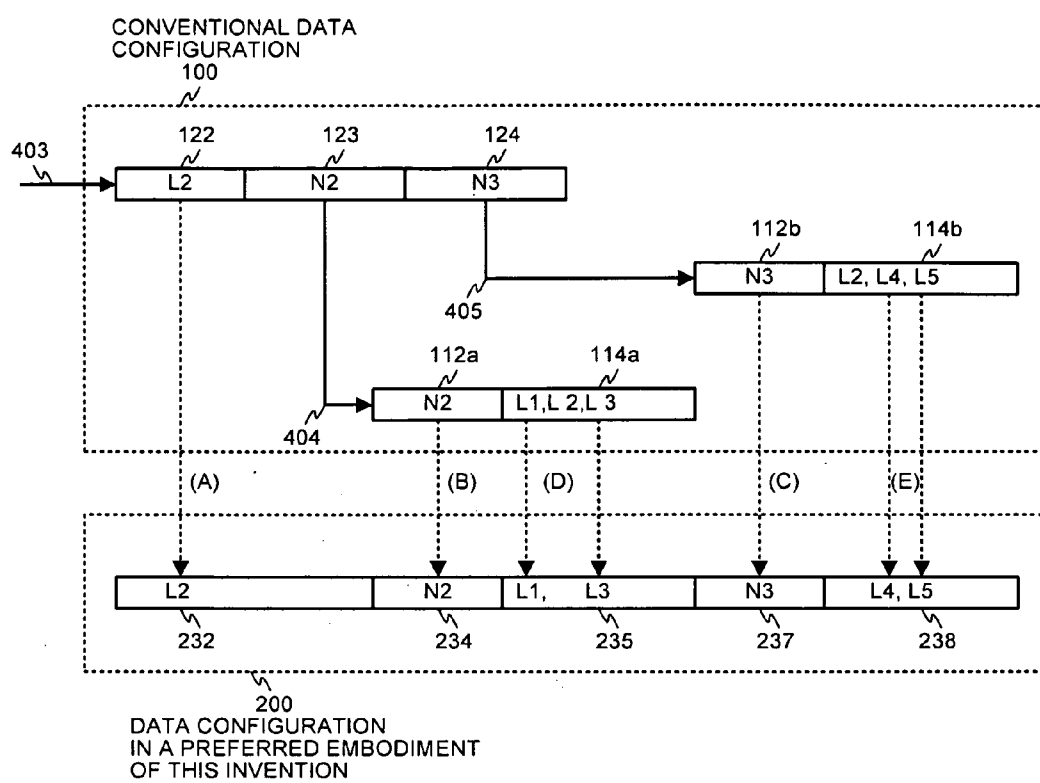 CONVENTIONAL DATA
CONFIGURATION
100
403
122
123
124
L2
N2
N3
112b
114b
N3
L2, L4, L5
405
112a
114a
N2
L1,L 2,L 3
404
(A)
(B)
(D)
(C)
(E)
L2
N2
L1, L3
N3
L4, L5
232
234
235
237
238
200
DATA CONFIGURATION
IN A PREFERRED EMBODIMENT
OF THIS INVENTION